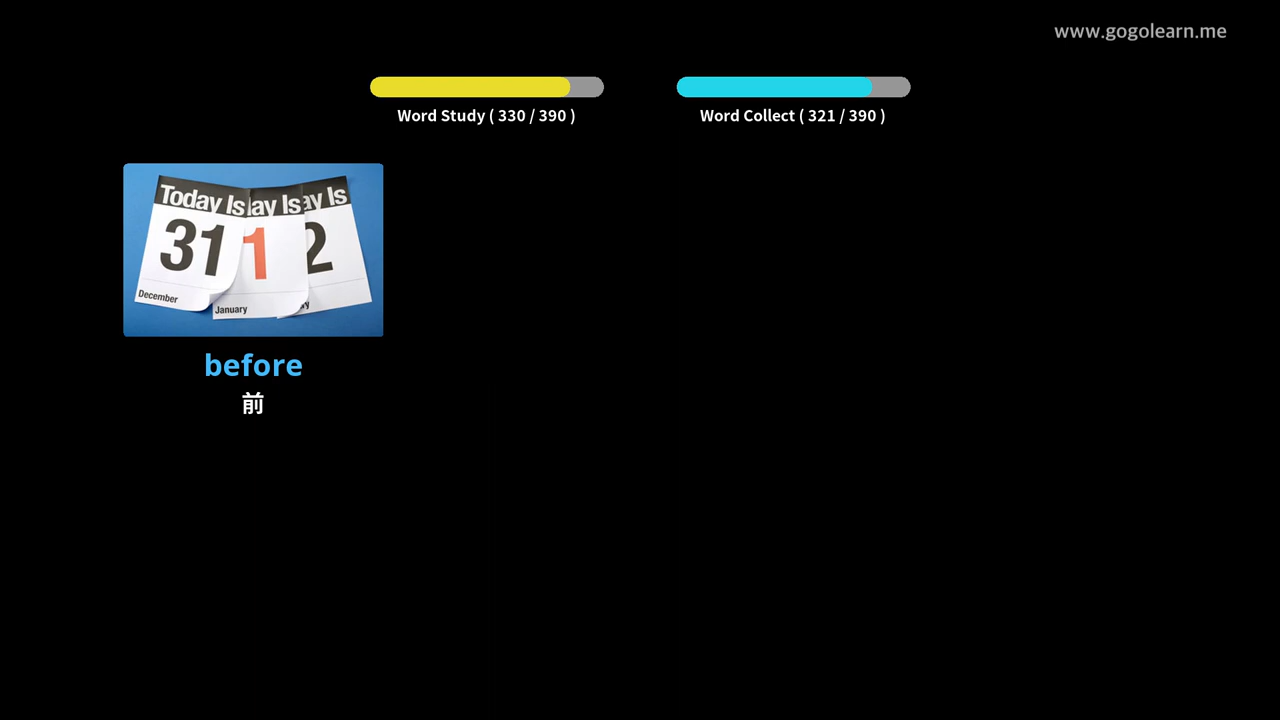 www.gogolearn.me
Word Study ( 330 / 390 )
Word Collect ( 321 / 390 )
Today Is
ay Is
ay Is
31
1
2
December
January
ry
before
前